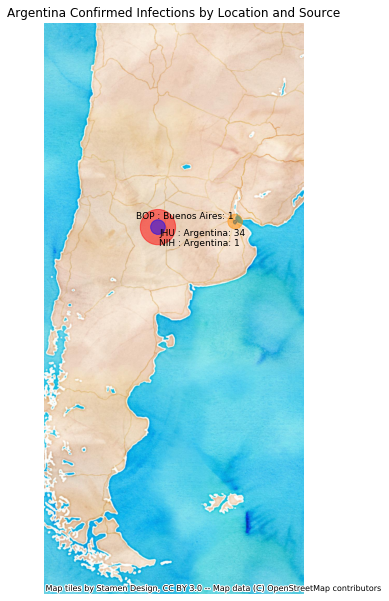 Argentina Confirmed Infections by Location and Source
BOP : Buenos Aires: 1
JHU : Argentina: 34
NIH : Argentina: 1
Map tiles by Stamen Design, CC BY 3.0 -- Map data (C) OpenStreetMap contributors